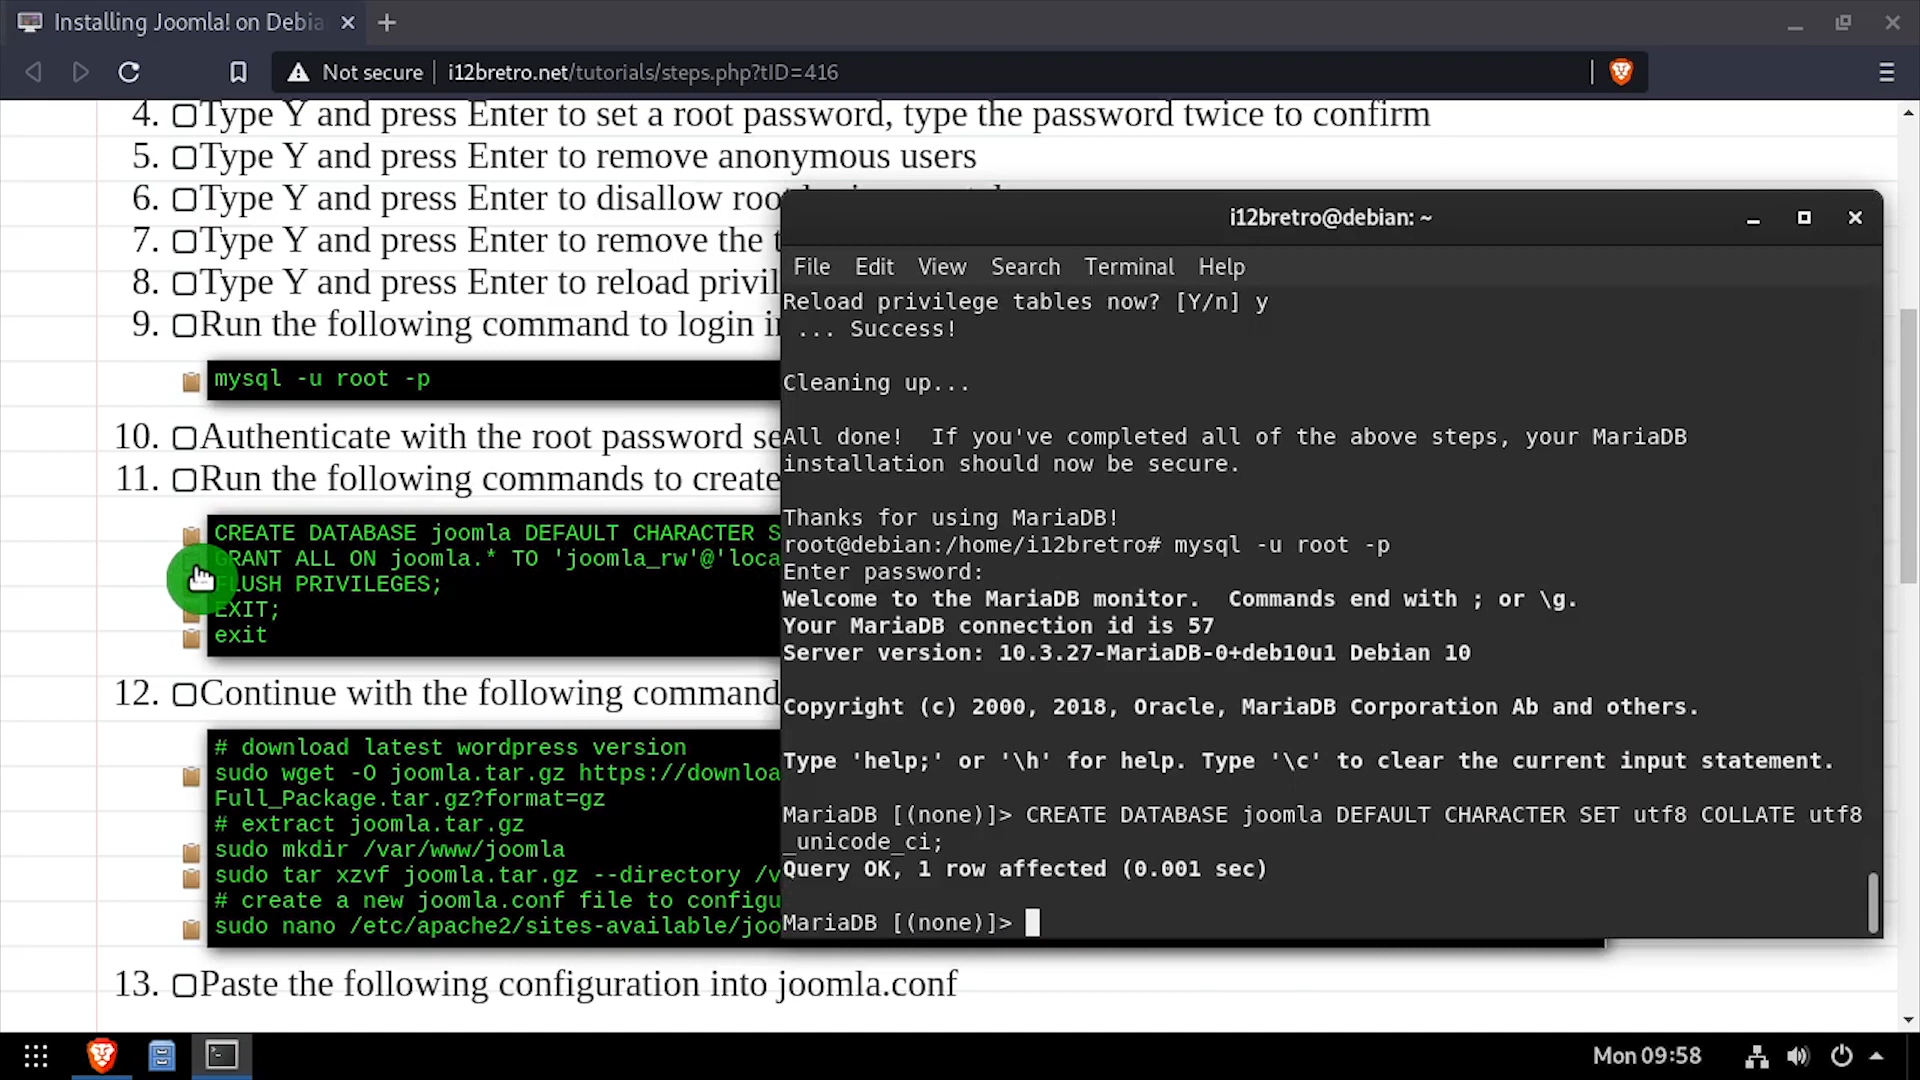 Installing Joomla! on Debia
Not secure
i12bretro.net/tutorials/steps.php?tID=416
4. Type Y and press Enter to set a root password, type the password twice to confirm
5. Type Y and press Enter to remove anonymous users
6. Type Y and press Enter to disallow roo
7. Type Y and press Enter to remove the t
8. Type Y and press Enter to reload privil
9. Run the following command to login i
mysql -u root -p
10. Authenticate with the root password se
11. Run the following commands to create
CREATE DATABASE joomla DEFAULT CHARACTER S
GRANT ALL ON joomla.* TO 'joomla_rw'@'loca
FLUSH PRIVILEGES;
EXIT;
exit
12. Continue with the following command
# download latest wordpress version
sudo wget -O joomla.tar.gz https://downloa
Full_Package.tar.gz?format=gz
# extract joomla.tar.gz
sudo mkdir /var/www/joomla
sudo tar xzvf joomla.tar.gz --directory /v
# create a new joomla.conf file to configu
sudo nano /etc/apache2/sites-available/joo
13. Paste the following configuration into joomla.conf
i12bretro@debian: ~
File Edit View Search Terminal Help
Reload privilege tables now? [Y/n] y
... Success!
Cleaning up...
All done! If you've completed all of the above steps, your MariaDB
installation should now be secure.
Thanks for using MariaDB!
root@debian:/home/i12bretro# mysql -u root -p
Enter password:
Welcome to the MariaDB monitor. Commands end with ; or \g.
Your MariaDB connection id is 57
Server version: 10.3.27-MariaDB-0+deb10u1 Debian 10
Copyright (c) 2000, 2018, Oracle, MariaDB Corporation Ab and others.
Type 'help;' or '\h' for help. Type '\c' to clear the current input statement.
MariaDB [(none)]> CREATE DATABASE joomla DEFAULT CHARACTER SET utf8 COLLATE utf8
_unicode_ci;
Query OK, 1 row affected (0.001 sec)
MariaDB [(none)]>
Mon 09:58